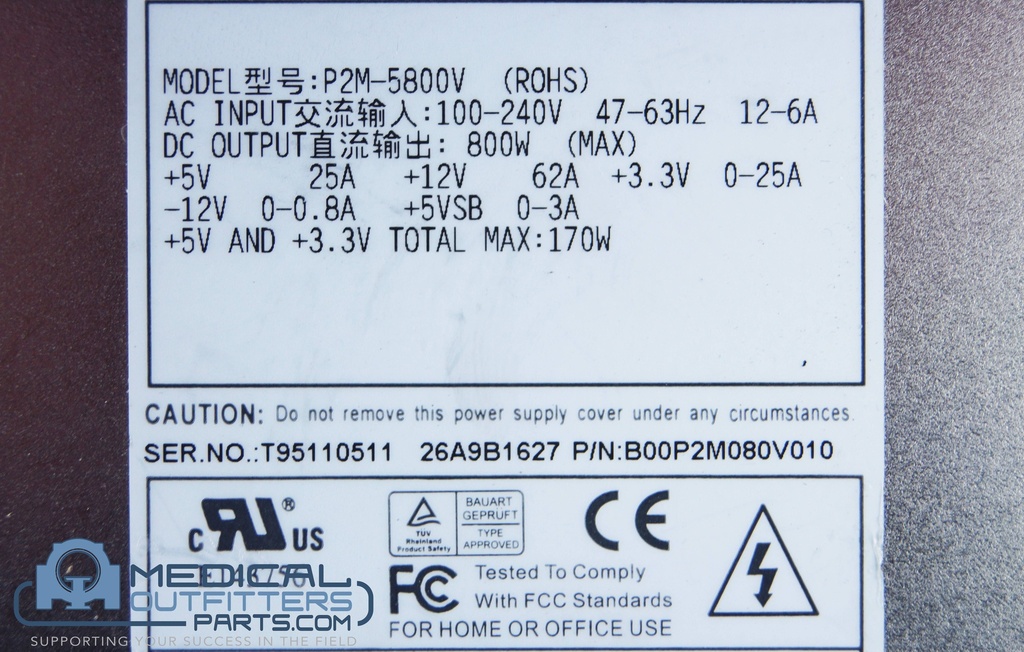 MODEL型号:P2M-5800V (ROHS)
AC INPUT交流输入:100-240V 47-63Hz 12-6A
DC OUTPUT直流输出: 800W (MAX)
+5V 25A +12V 62A +3.3V 0-25A
-12V 0-0.8A +5VSB 0-3A
+5V AND +3.3V TOTAL MAX:170W
CAUTION: Do not remove this power supply cover under any circumstances.
SER.NO.:T95110511 26A9B1627 P/N:B00P2M080V010
C RU ® US
TÜV
Rheinland
Product Safety
BAUART
GEPRÜFT
TYPE
APPROVED
CE
FC Tested To Comply
With FCC Standards
FOR HOME OR OFFICE USE
MEDICAL
OUTFITTERS
PARTS.COM
SUPPORTING YOUR SUCCESS IN THE FIELD